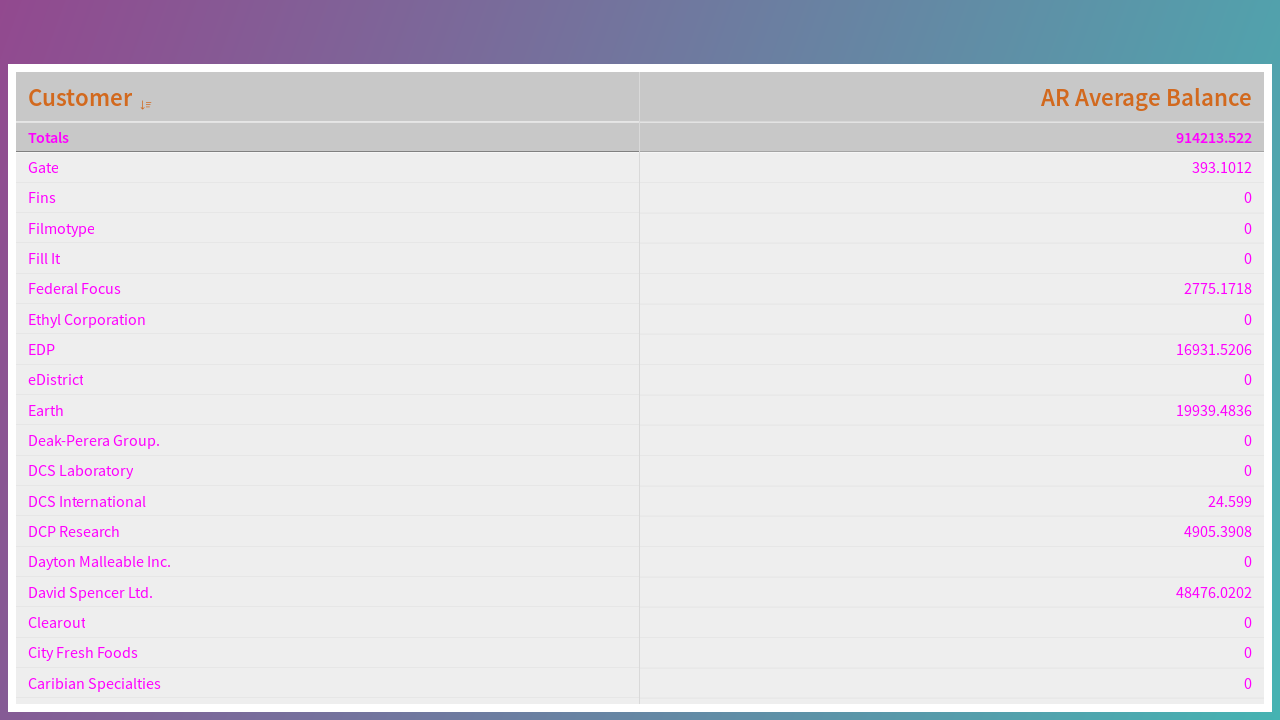 Customer AR Average Balance
Totals 914213.522
Gate 393.1012
Fins 0
Filmotype 0
Fill It 0
Federal Focus 2775.1718
Ethyl Corporation 0
EDP 16931.5206
eDistrict 0
Earth 19939.4836
Deak-Perera Group. 0
DCS Laboratory 0
DCS International 24.599
DCP Research 4905.3908
Dayton Malleable Inc. 0
David Spencer Ltd. 48476.0202
Clearout 0
City Fresh Foods 0
Caribian Specialties 0